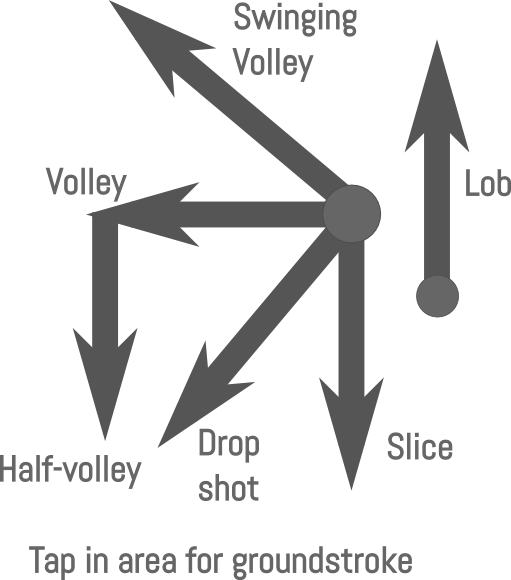 Swinging
Volley
Volley
Lob
Half-volley
Drop
shot
Slice
Tap in area for groundstroke